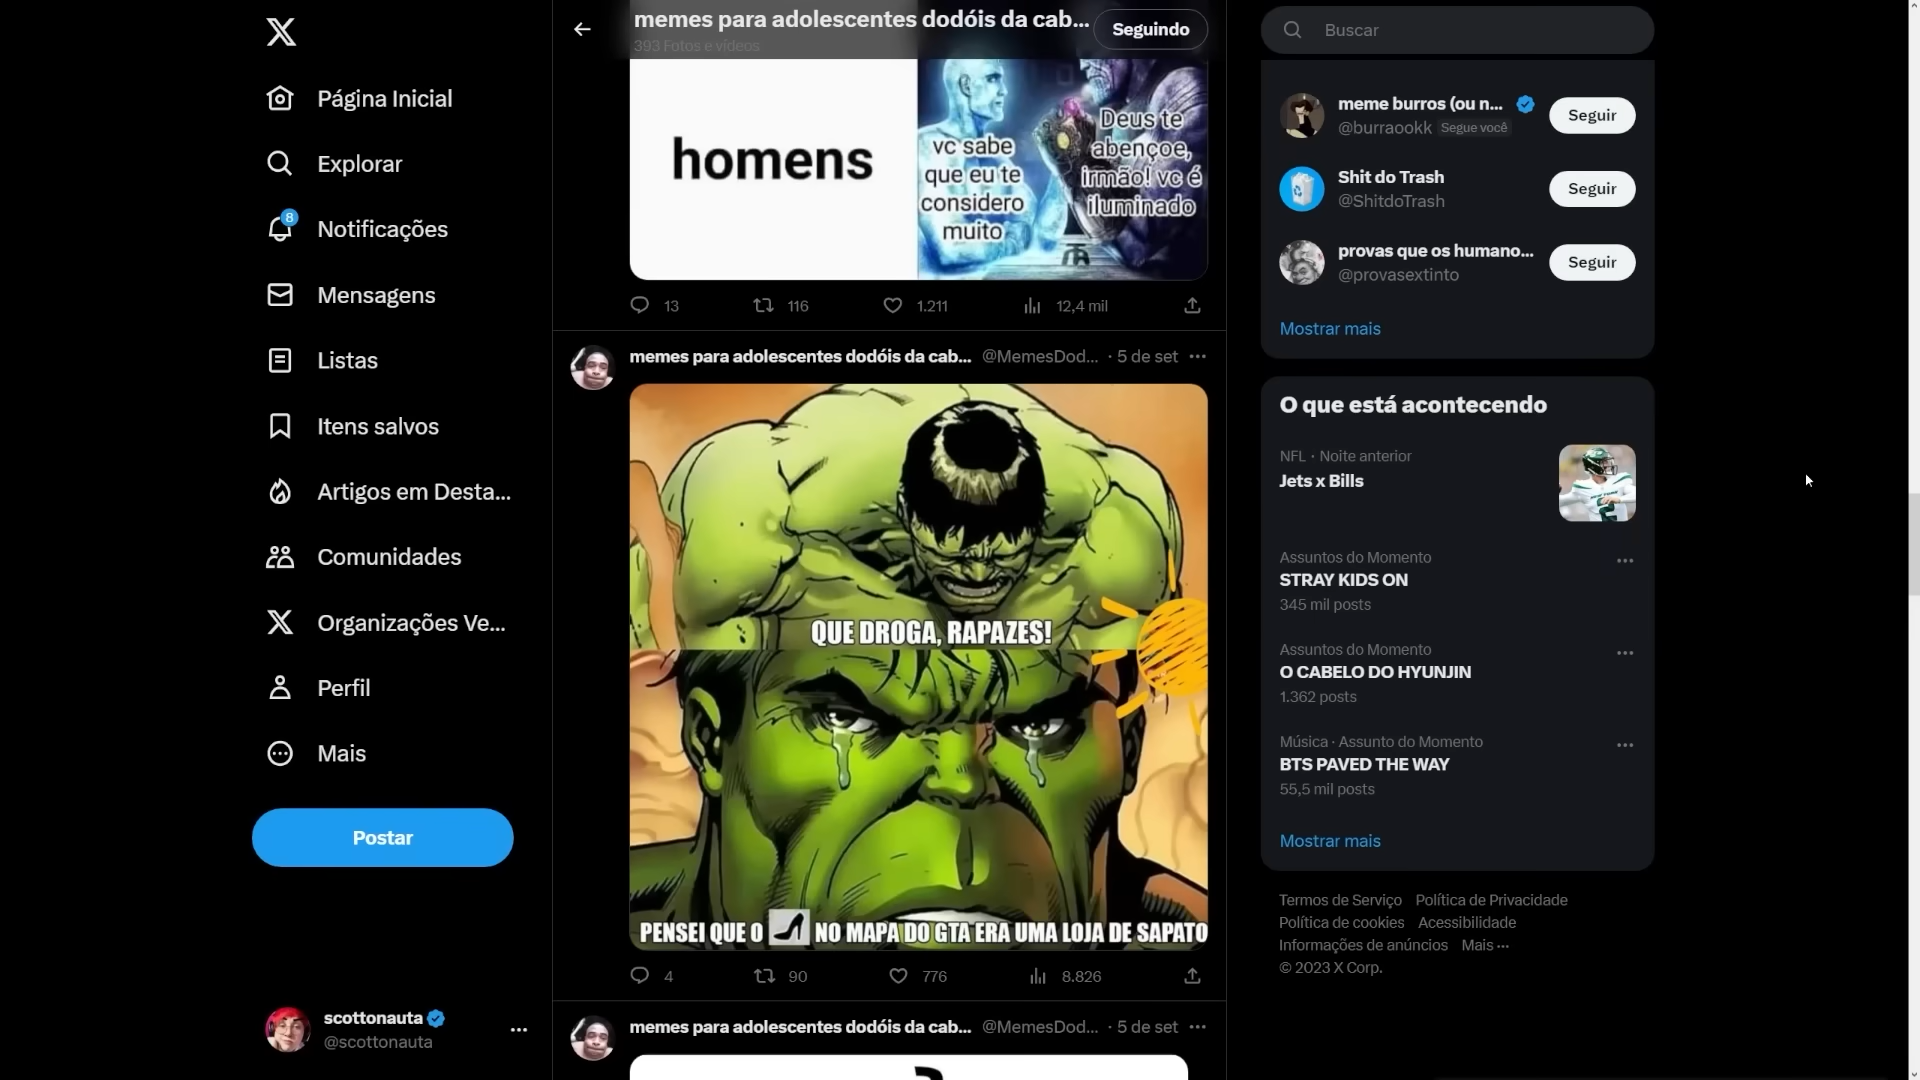 Página Inicial
Explorar
8
Notificações
Mensagens
Listas
Itens salvos
Artigos em Desta...
Comunidades
Organizações Ve...
Perfil
Mais
Postar
scottonauta
@scottonauta
memes para adolescentes dodóis da cab...
393 Fotos e vídeos
Seguindo
homens
vc sabe
que eu te
considero
muito
Deus te
abençoe,
irmão! vc é
iluminado
13
116
1.211
12,4 mil
memes para adolescentes dodóis da cab... @MemesDod... · 5 de set
QUE DROGA, RAPAZES!
PENSEI QUE O NO MAPA DO GTA ERA UMA LOJA DE SAPATO
4
90
776
8.826
memes para adolescentes dodóis da cab... @MemesDod... · 5 de set
Buscar
meme burros (ou n...
@burraookk Segue você
Seguir
Shit do Trash
@ShitdoTrash
Seguir
provas que os humano...
@provasextinto
Seguir
Mostrar mais
O que está acontecendo
NFL · Noite anterior
Jets x Bills
Assuntos do Momento
STRAY KIDS ON
345 mil posts
Assuntos do Momento
O CABELO DO HYUNJIN
1.362 posts
Música · Assunto do Momento
BTS PAVED THE WAY
55,5 mil posts
Mostrar mais
Termos de Serviço Política de Privacidade
Política de cookies Acessibilidade
Informações de anúncios Mais ···
© 2023 X Corp.